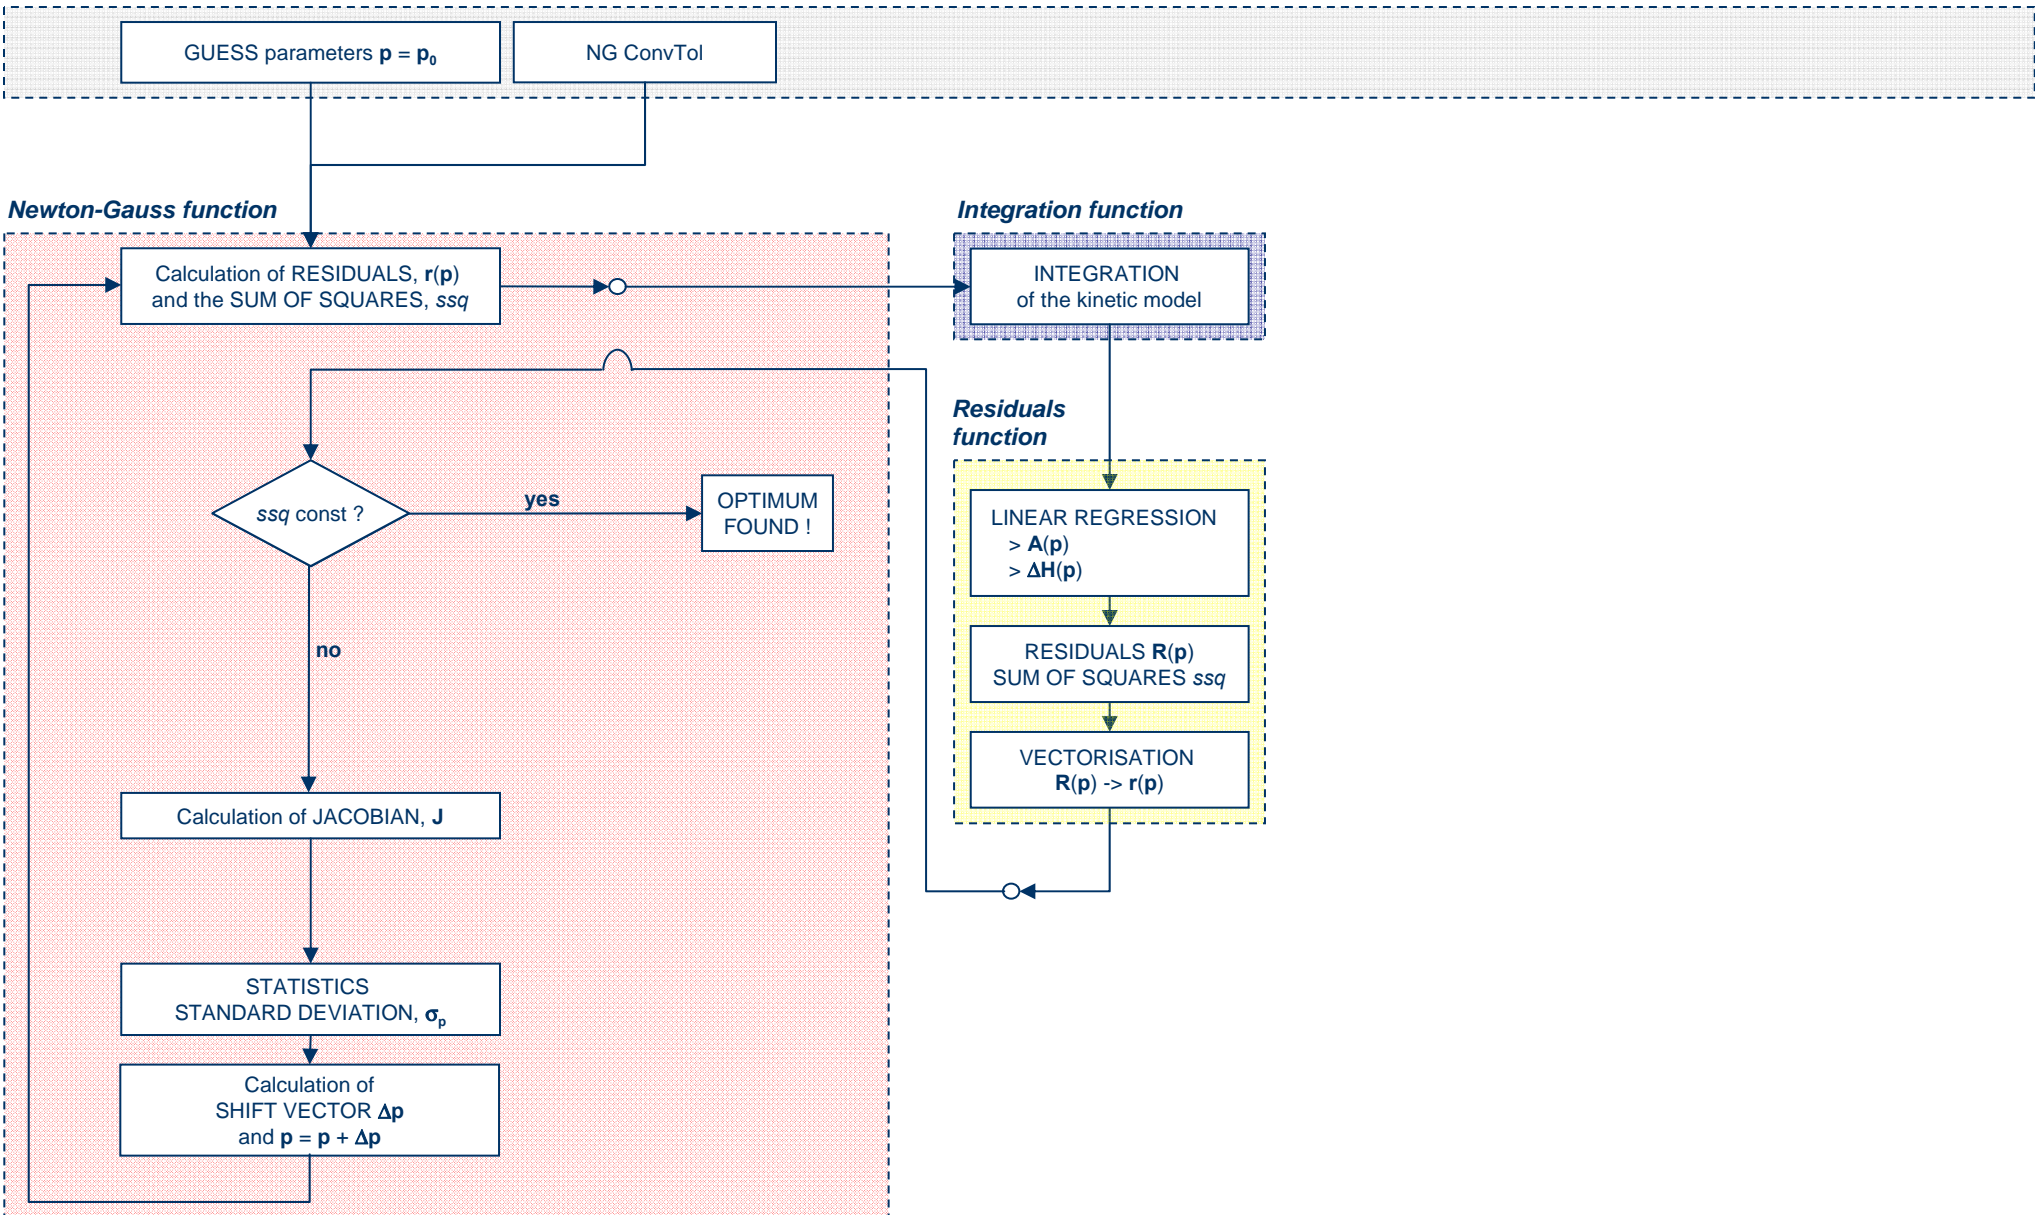 GUESS parameters p = p₀
NG ConvTol
Newton-Gauss function
Integration function
Calculation of RESIDUALS, r(p)
and the SUM OF SQUARES, ssq
INTEGRATION
of the kinetic model
Residuals
function
ssq const ?
yes
OPTIMUM
FOUND !
LINEAR REGRESSION
> A(p)
> ΔH(p)
no
RESIDUALS R(p)
SUM OF SQUARES ssq
VECTORISATION
R(p) -> r(p)
Calculation of JACOBIAN, J
STATISTICS
STANDARD DEVIATION, σₚ
Calculation of
SHIFT VECTOR Δp
and p = p + Δp